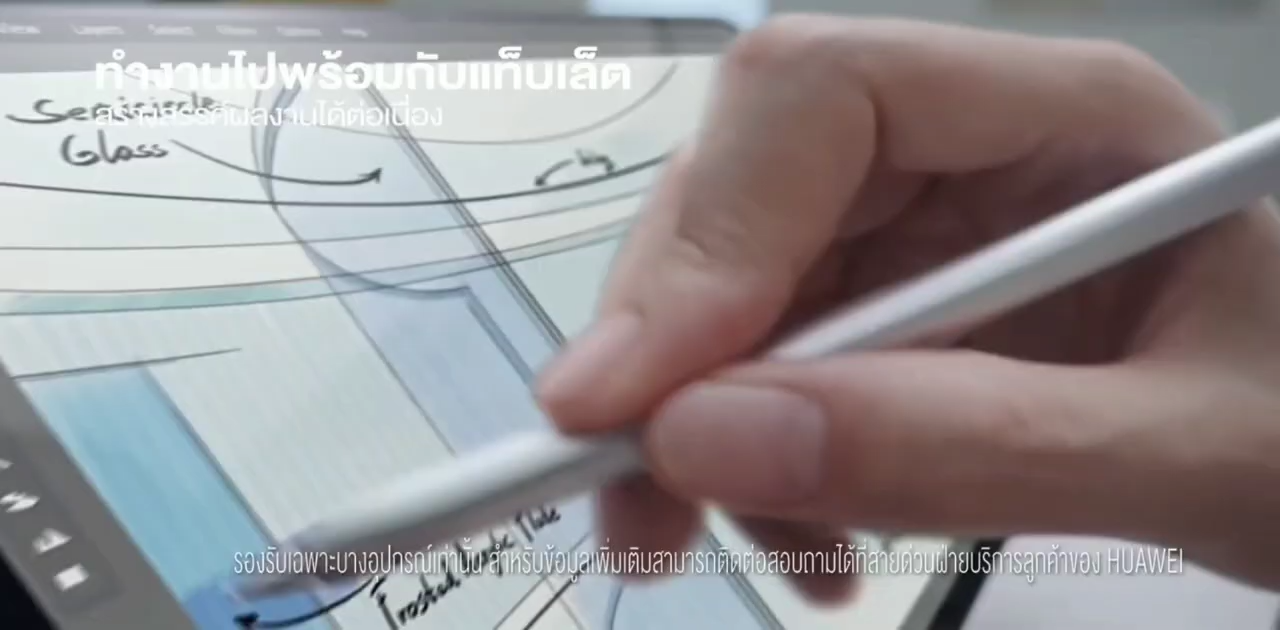 ทำงานไปพร้อมกับแท็บเล็ต
สร้างสรรค์ผลงานได้ต่อเนื่อง
Semicircle
Glass
Frosted
รองรับเฉพาะบางอุปกรณ์เท่านั้น สำหรับข้อมูลเพิ่มเติมสามารถติดต่อสอบถามได้ที่สายด่วนฝ่ายบริการลูกค้าของ HUAWEI